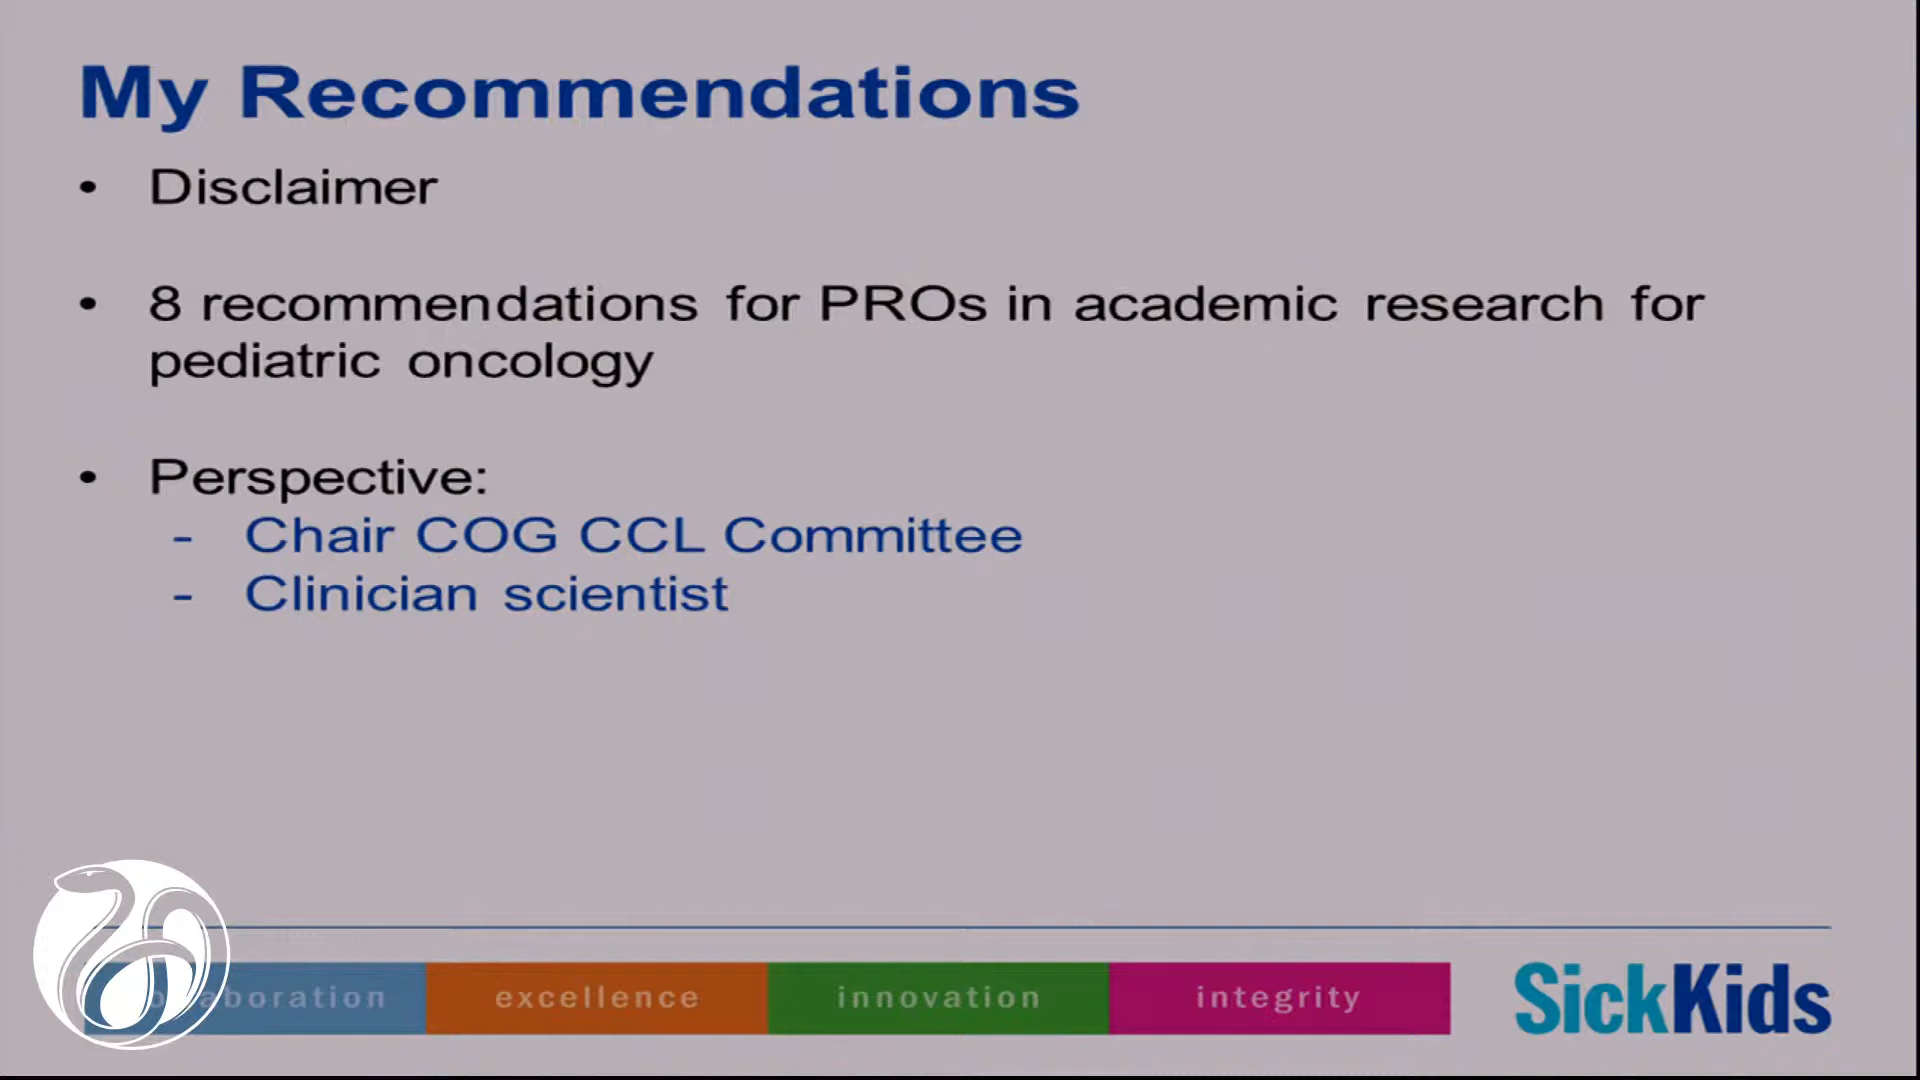 My Recommendations
• Disclaimer
• 8 recommendations for PROs in academic research for
pediatric oncology
• Perspective:
- Chair COG CCL Committee
- Clinician scientist
excellence
innovation
integrity
SickKids